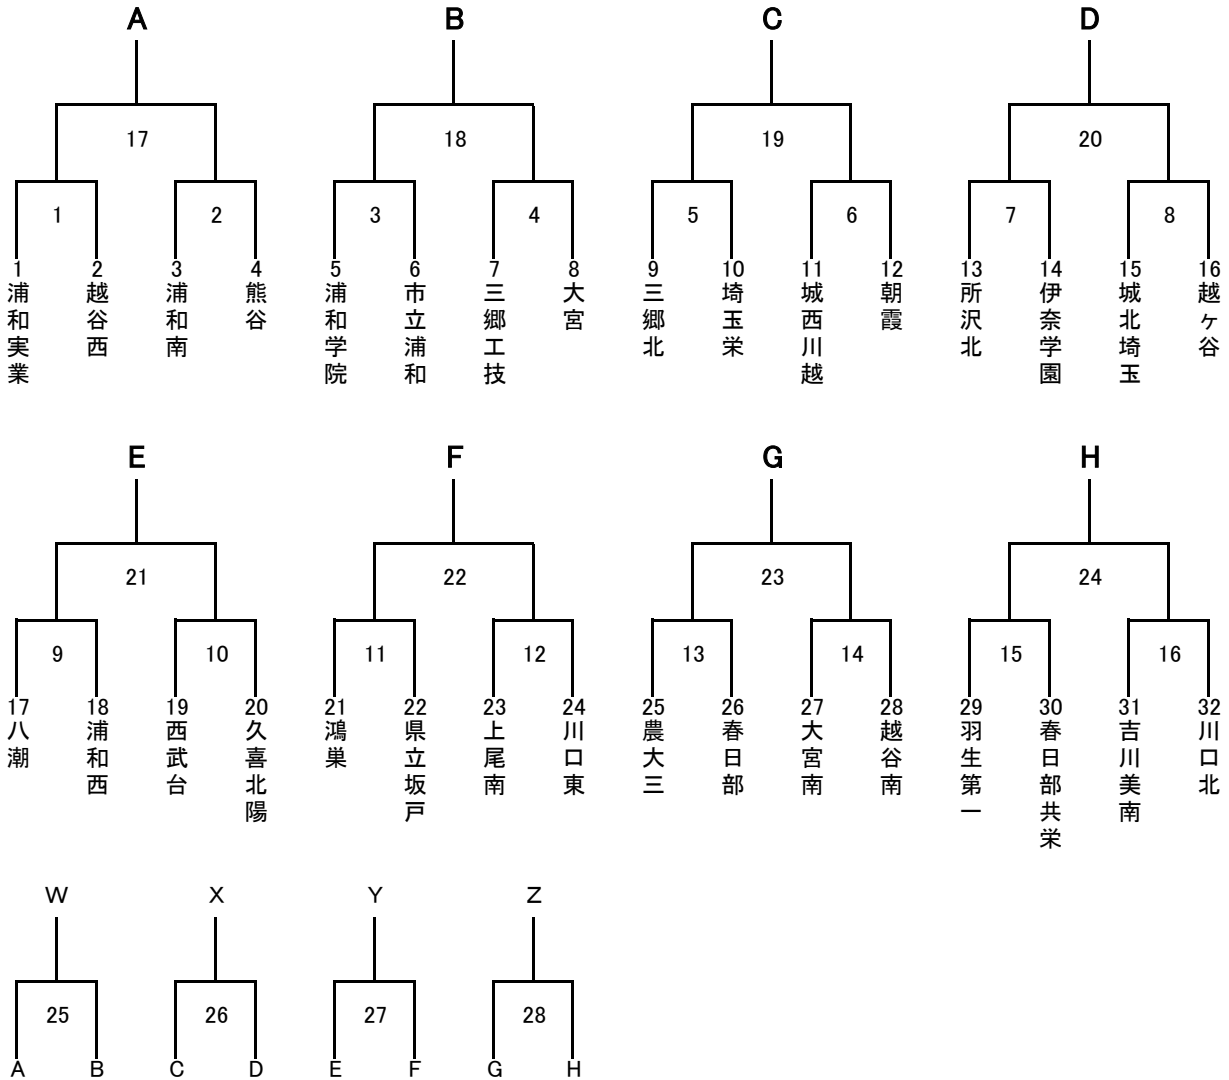 A B C D
17 18 19 20
1 2 3 4 5 6 7 8
1 2 3 4 5 6 7 8 9 10 11 12 13 14 15 16
浦和実業
越谷西
浦和南
熊谷
浦和学院
市立浦和
三郷工技
大宮
三郷北
埼玉栄
城西川越
朝霞
所沢北
伊奈学園
城北埼玉
越ヶ谷
E F G H
21 22 23 24
9 10 11 12 13 14 15 16
17 18 19 20 21 22 23 24 25 26 27 28 29 30 31 32
八潮
浦和西
西武台
久喜北陽
鴻巣
県立坂戸
上尾南
川口東
農大三
春日部
大宮南
越谷南
羽生第一
春日部共栄
吉川美南
川口北
W X Y Z
25 26 27 28
A B C D E F G H